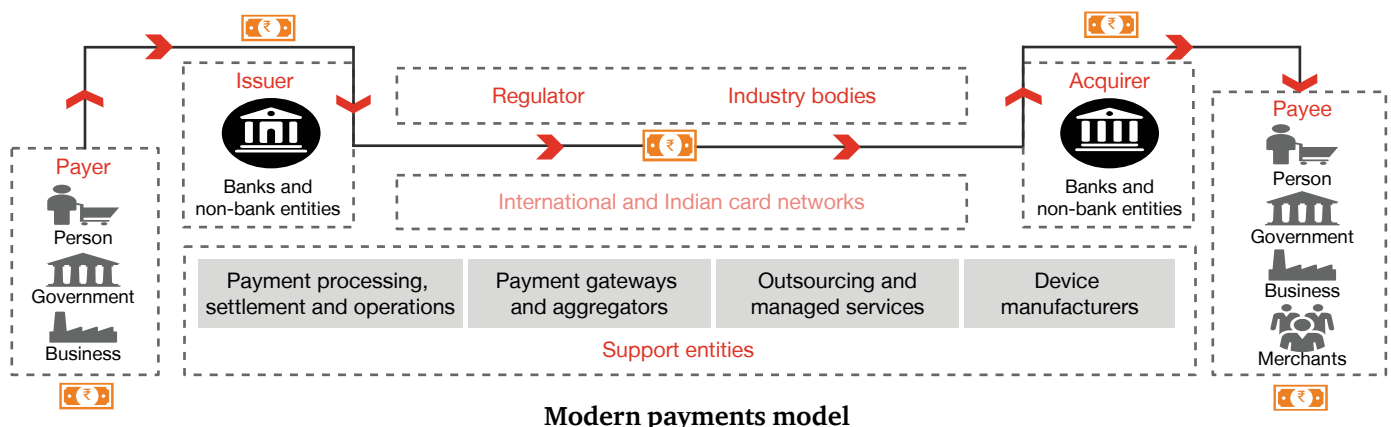 ₹
₹
Issuer
Banks and
non-bank entities
Regulator
Industry bodies
₹
International and Indian card networks
Acquirer
Banks and
non-bank entities
Payer
Person
Government
Business
₹
Payee
Person
Government
Business
Merchants
₹
Payment processing,
settlement and operations
Payment gateways
and aggregators
Outsourcing and
managed services
Device
manufacturers
Support entities
Modern payments model